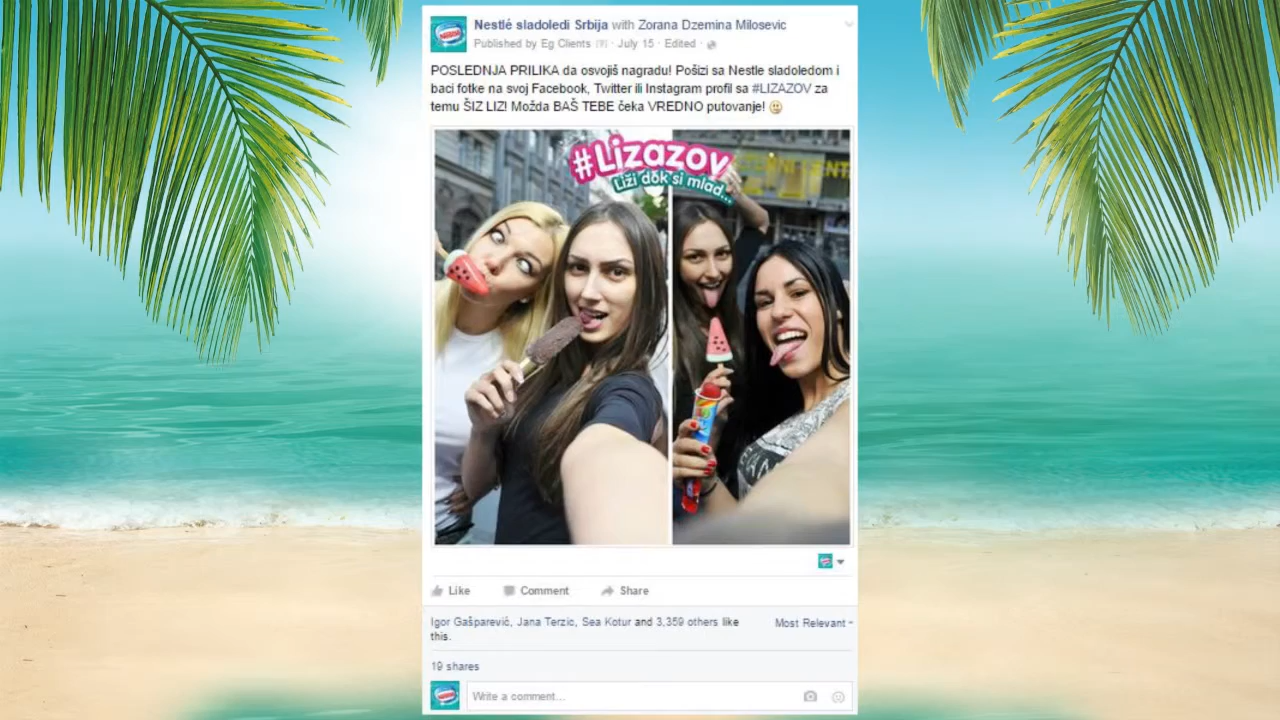 Nestlé sladoledi Srbija with Zorana Dzemina Milosevic
Published by Eg Clients [?] · July 15 · Edited ·
POSLEDNJA PRILIKA da osvojiš nagradu! Pošizi sa Nestle sladoledom i
baci fotke na svoj Facebook, Twitter ili Instagram profil sa #LIZAZOV za
temu ŠIZ LIZ! Možda BAŠ TEBE čeka VREDNO putovanje!
#Lizazov
Liži dok si mlad...
Like Comment Share
Igor Gašparević, Jana Terzic, Sea Kotur and 3,359 others like
this.
Most Relevant
19 shares
Write a comment...